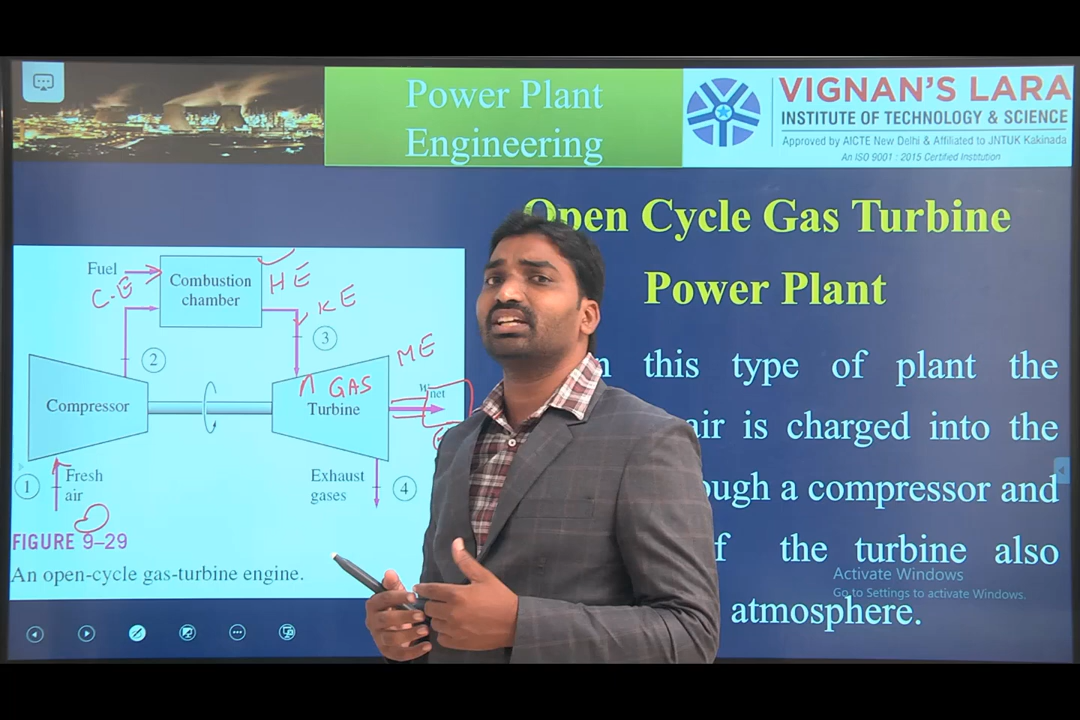 Power Plant
Engineering
VIGNAN'S LARA
INSTITUTE OF TECHNOLOGY & SCIENCE
Approved by AICTE New Delhi & Affiliated to JNTUK Kakinada
An ISO 9001 : 2015 Certified Institution
Open Cycle Gas Turbine
Power Plant
this type of plant the
air is charged into the
a compressor and
the turbine also
atmosphere.
Fuel
C.E
Combustion
chamber
HE
KE
3
2
ME
Compressor
GAS
Turbine
Wnet
1
Fresh
air
Exhaust
gases
4
FIGURE 9–29
An open-cycle gas-turbine engine.
Activate Windows
Go to Settings to activate Windows.